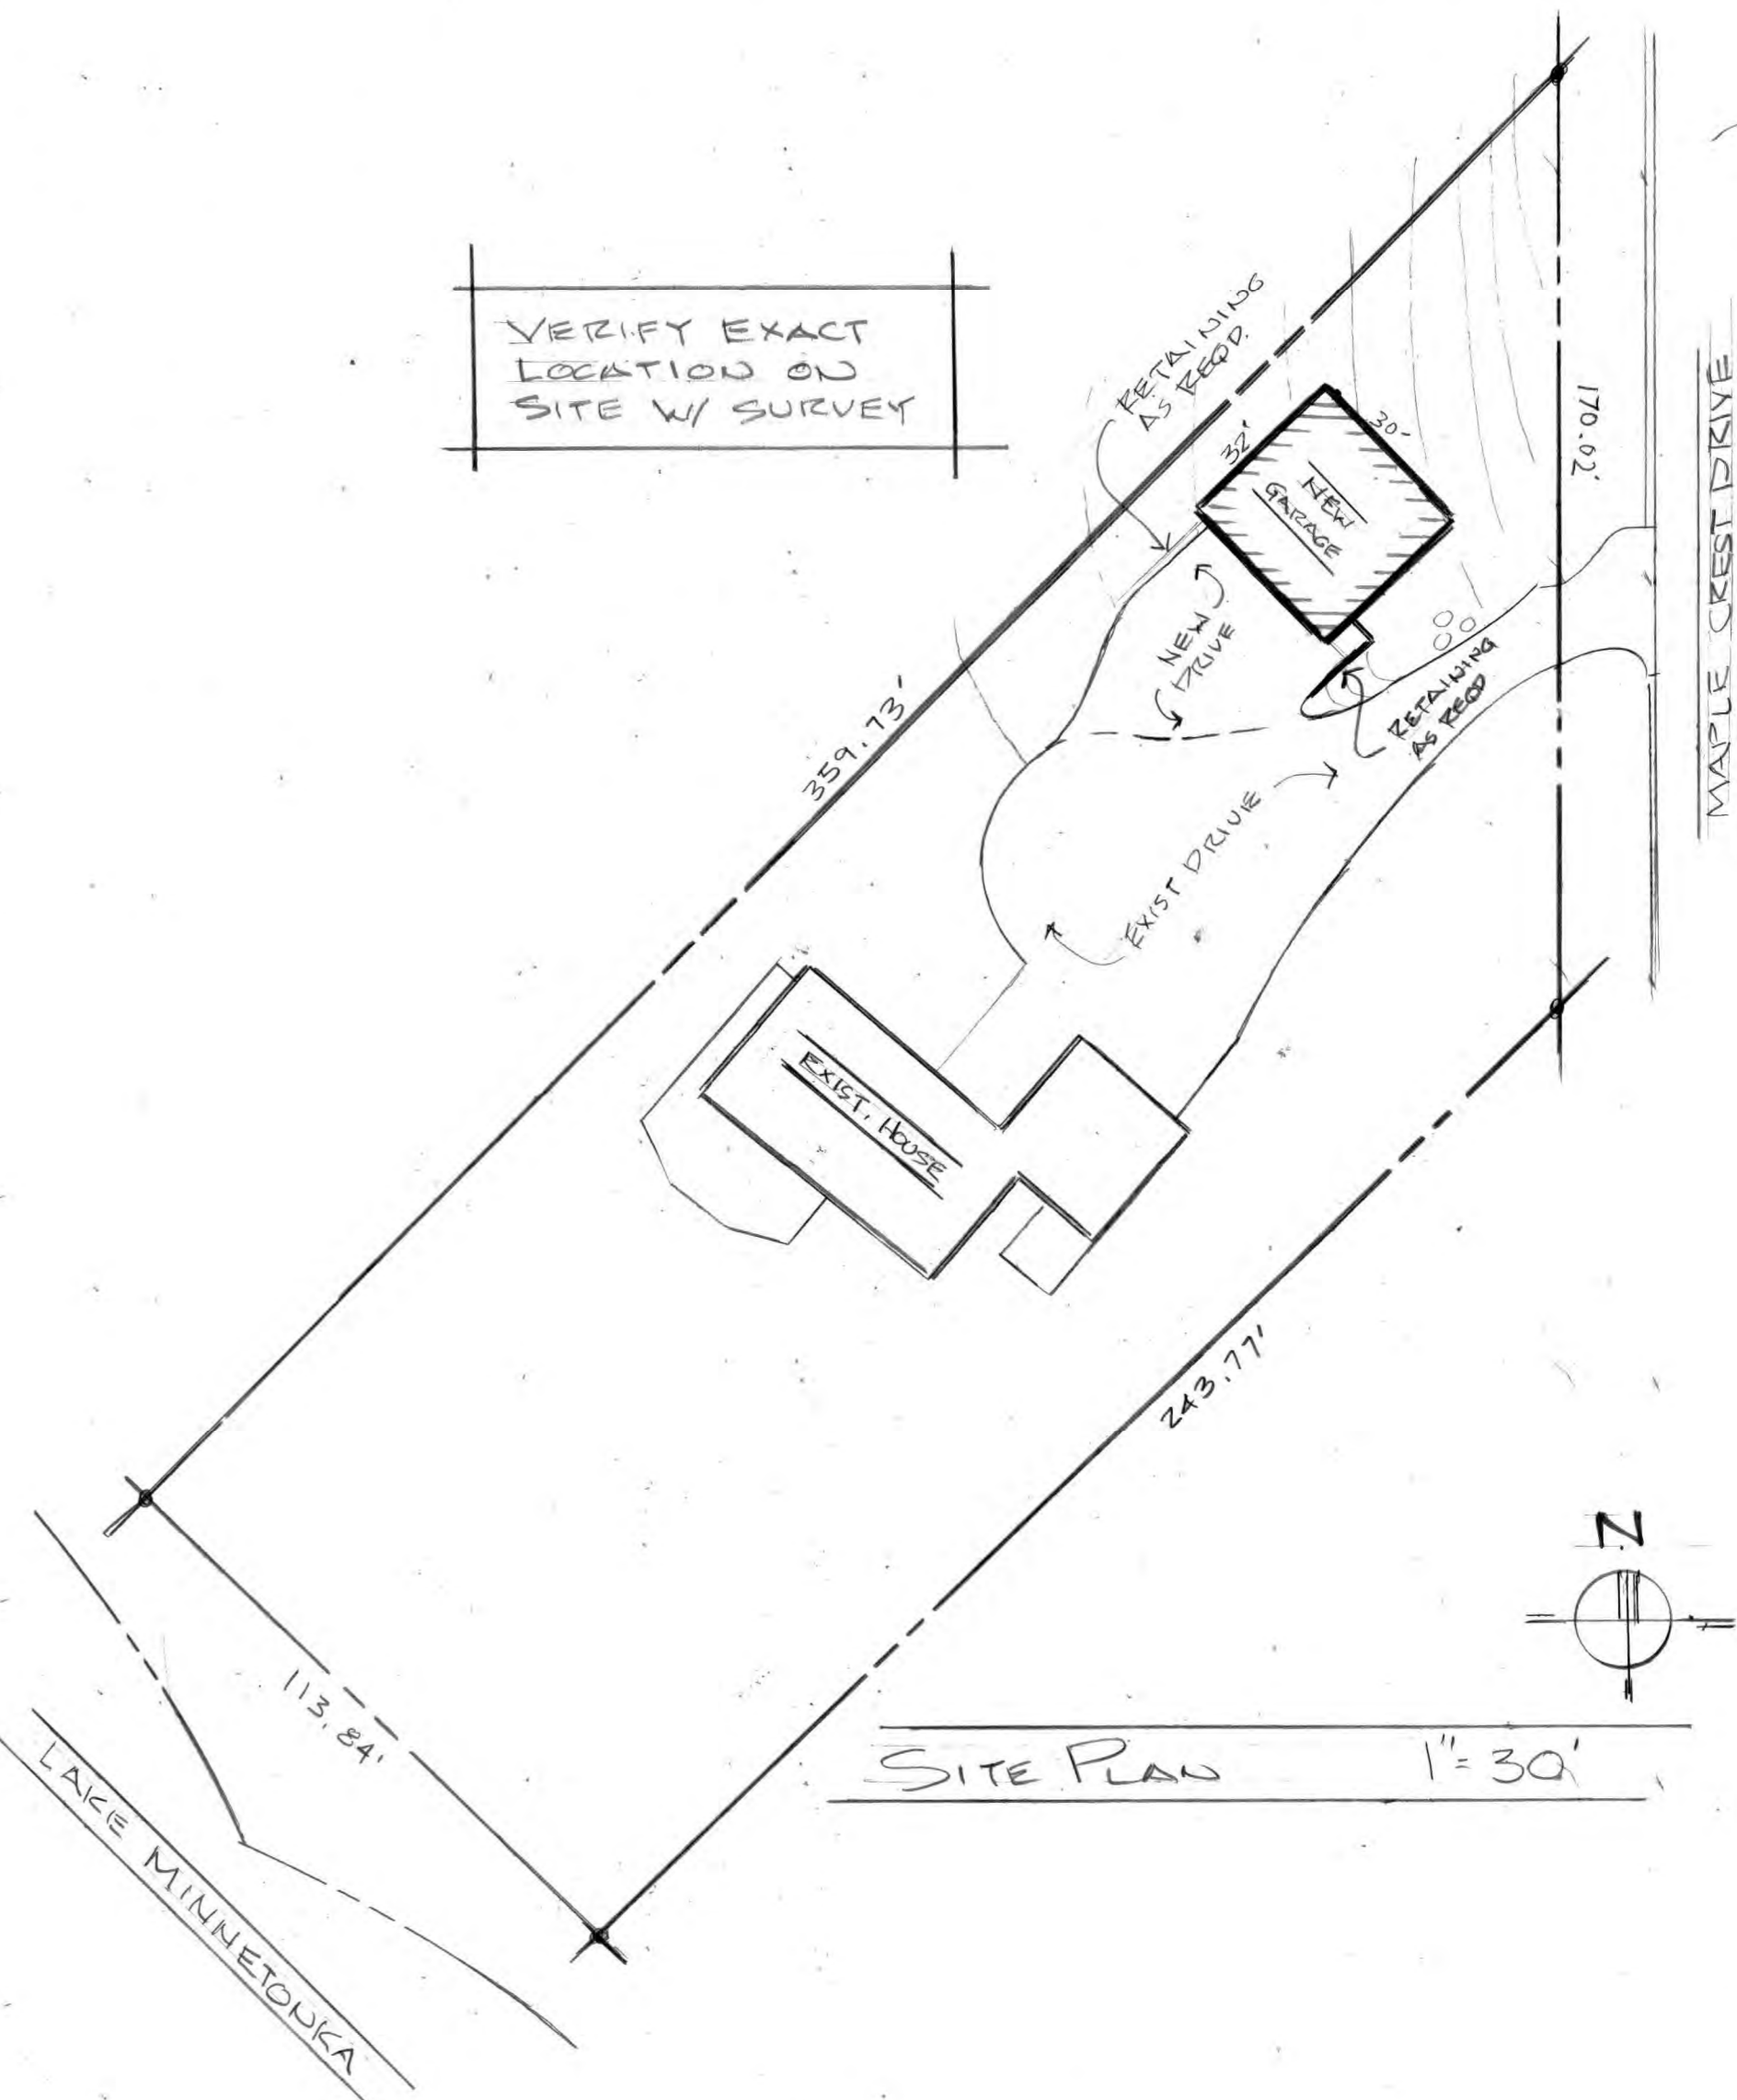 VERIFY EXACT
LOCATION ON
SITE W/ SURVEY
RETAINING
AS REQD.
32'
30'
NEW
GARAGE
170.02'
MAPLE CREST DRIVE
NEW
DRIVE
RETAINING
AS REQD
359.73'
EXIST DRIVE
EXIST. HOUSE
243.77'
N
113.84'
SITE PLAN 1"=30'
LAKE MINNETONKA